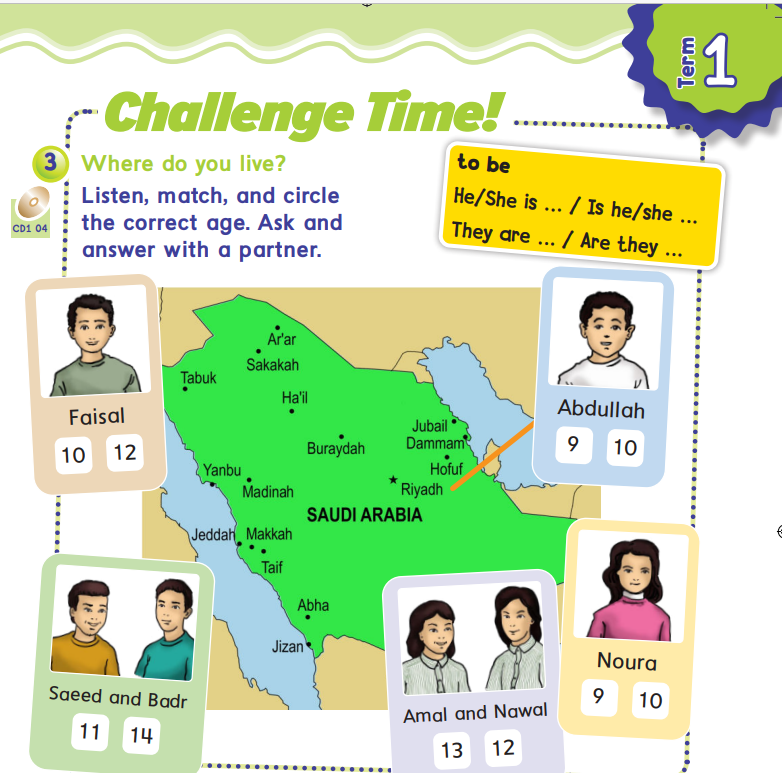 Term 1
Challenge Time!
3 Where do you live?
Listen, match, and circle
the correct age. Ask and
answer with a partner.
CD1 04
to be
He/She is ... / Is he/she ...
They are ... / Are they ...
Faisal
10 12
Abdullah
9 10
Ar'ar
Sakakah
Tabuk
Ha'il
Jubail
Dammam
Buraydah
Hofuf
Yanbu
Madinah
Riyadh
SAUDI ARABIA
Jeddah
Makkah
Taif
Abha
Jizan
Saeed and Badr
11 14
Amal and Nawal
13 12
Noura
9 10